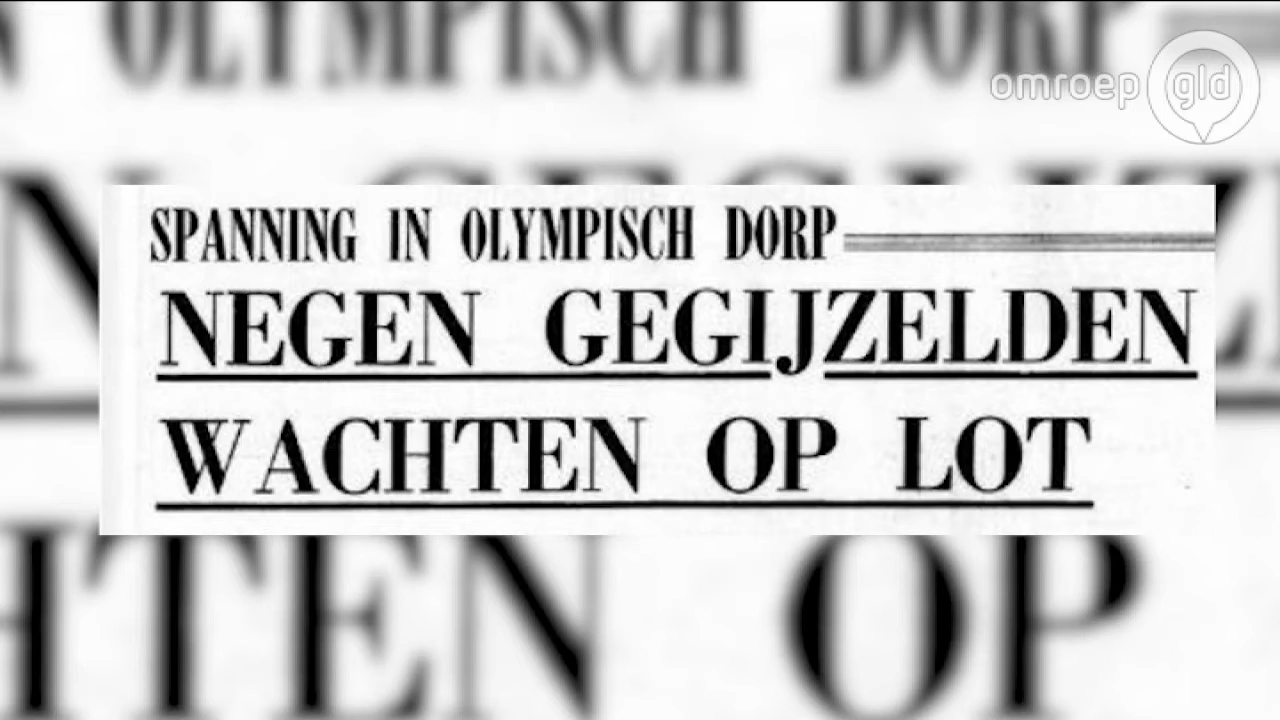 omroep gld
SPANNING IN OLYMPISCH DORP
NEGEN GEGIJZELDEN
WACHTEN OP LOT